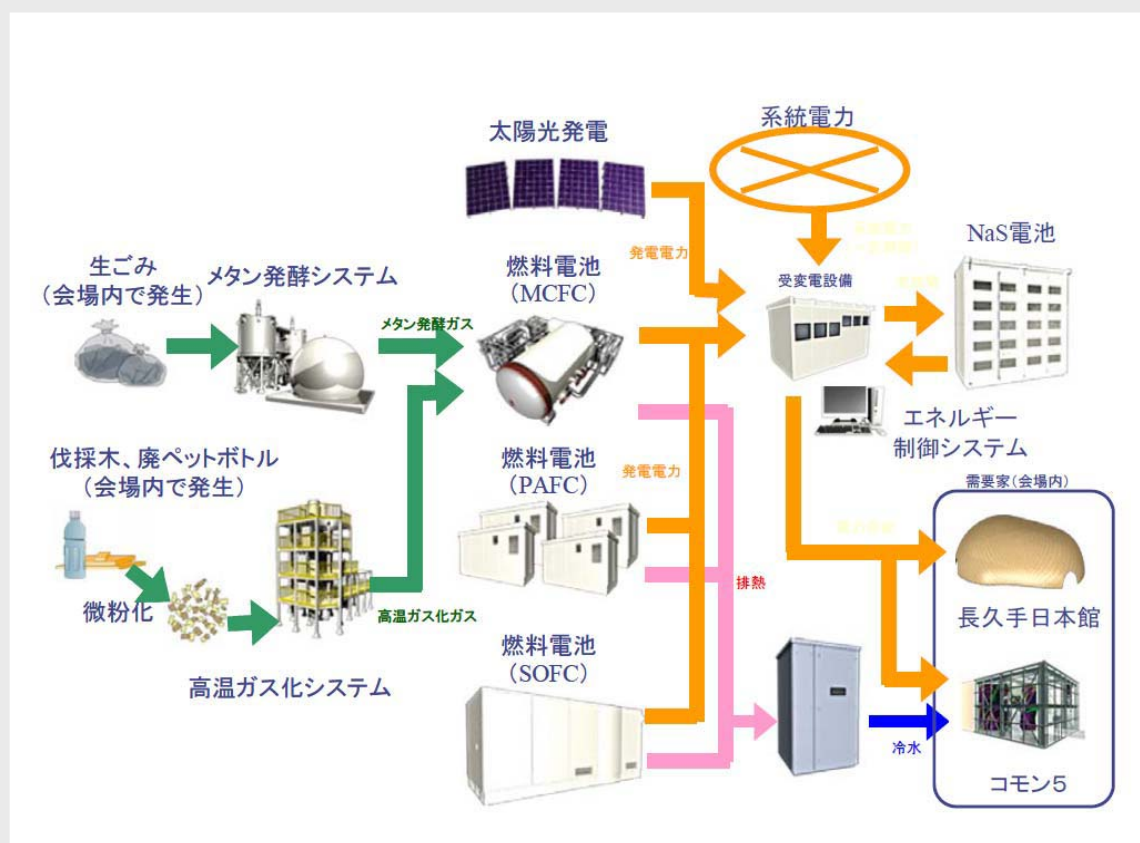 太陽光発電
系統電力
発電電力
NaS電池
受変電設備
生ごみ
(会場内で発生)
メタン発酵システム
メタン発酵ガス
燃料電池
(MCFC)
エネルギー
制御システム
伐採木、廃ペットボトル
(会場内で発生)
燃料電池
(PAFC)
発電電力
需要家(会場内)
微粉化
高温ガス化ガス
排熱
長久手日本館
高温ガス化システム
燃料電池
(SOFC)
冷水
コモン5